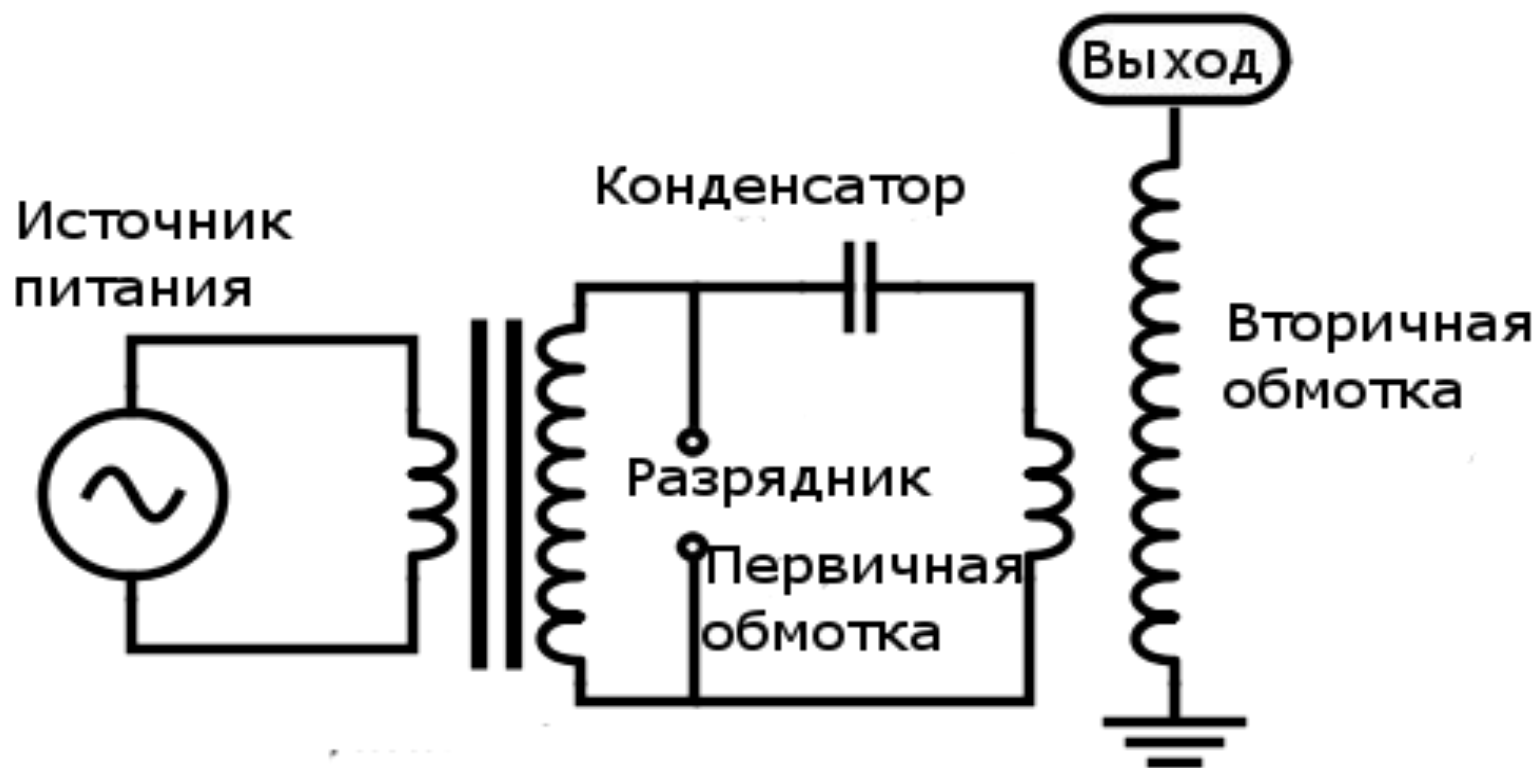 Выход
Конденсатор
Источник
питания
Вторичная
обмотка
Разрядник
Первичная
обмотка